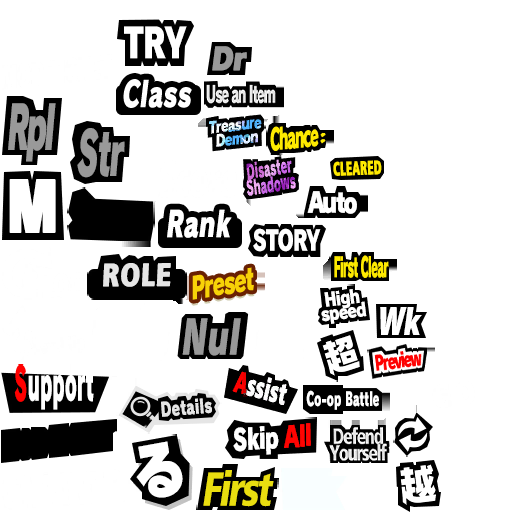 TRY
Dr
Class
Use an Item
Rpl
Str
Treasure
Demon
Chance
Disaster
Shadows
CLEARED
M
Auto
Rank
STORY
ROLE
Preset
First Clear
High
speed
Wk
Nul
超
Preview
Support
Assist
Details
Co-op Battle
Skip All
Defend
Yourself
る
First
越